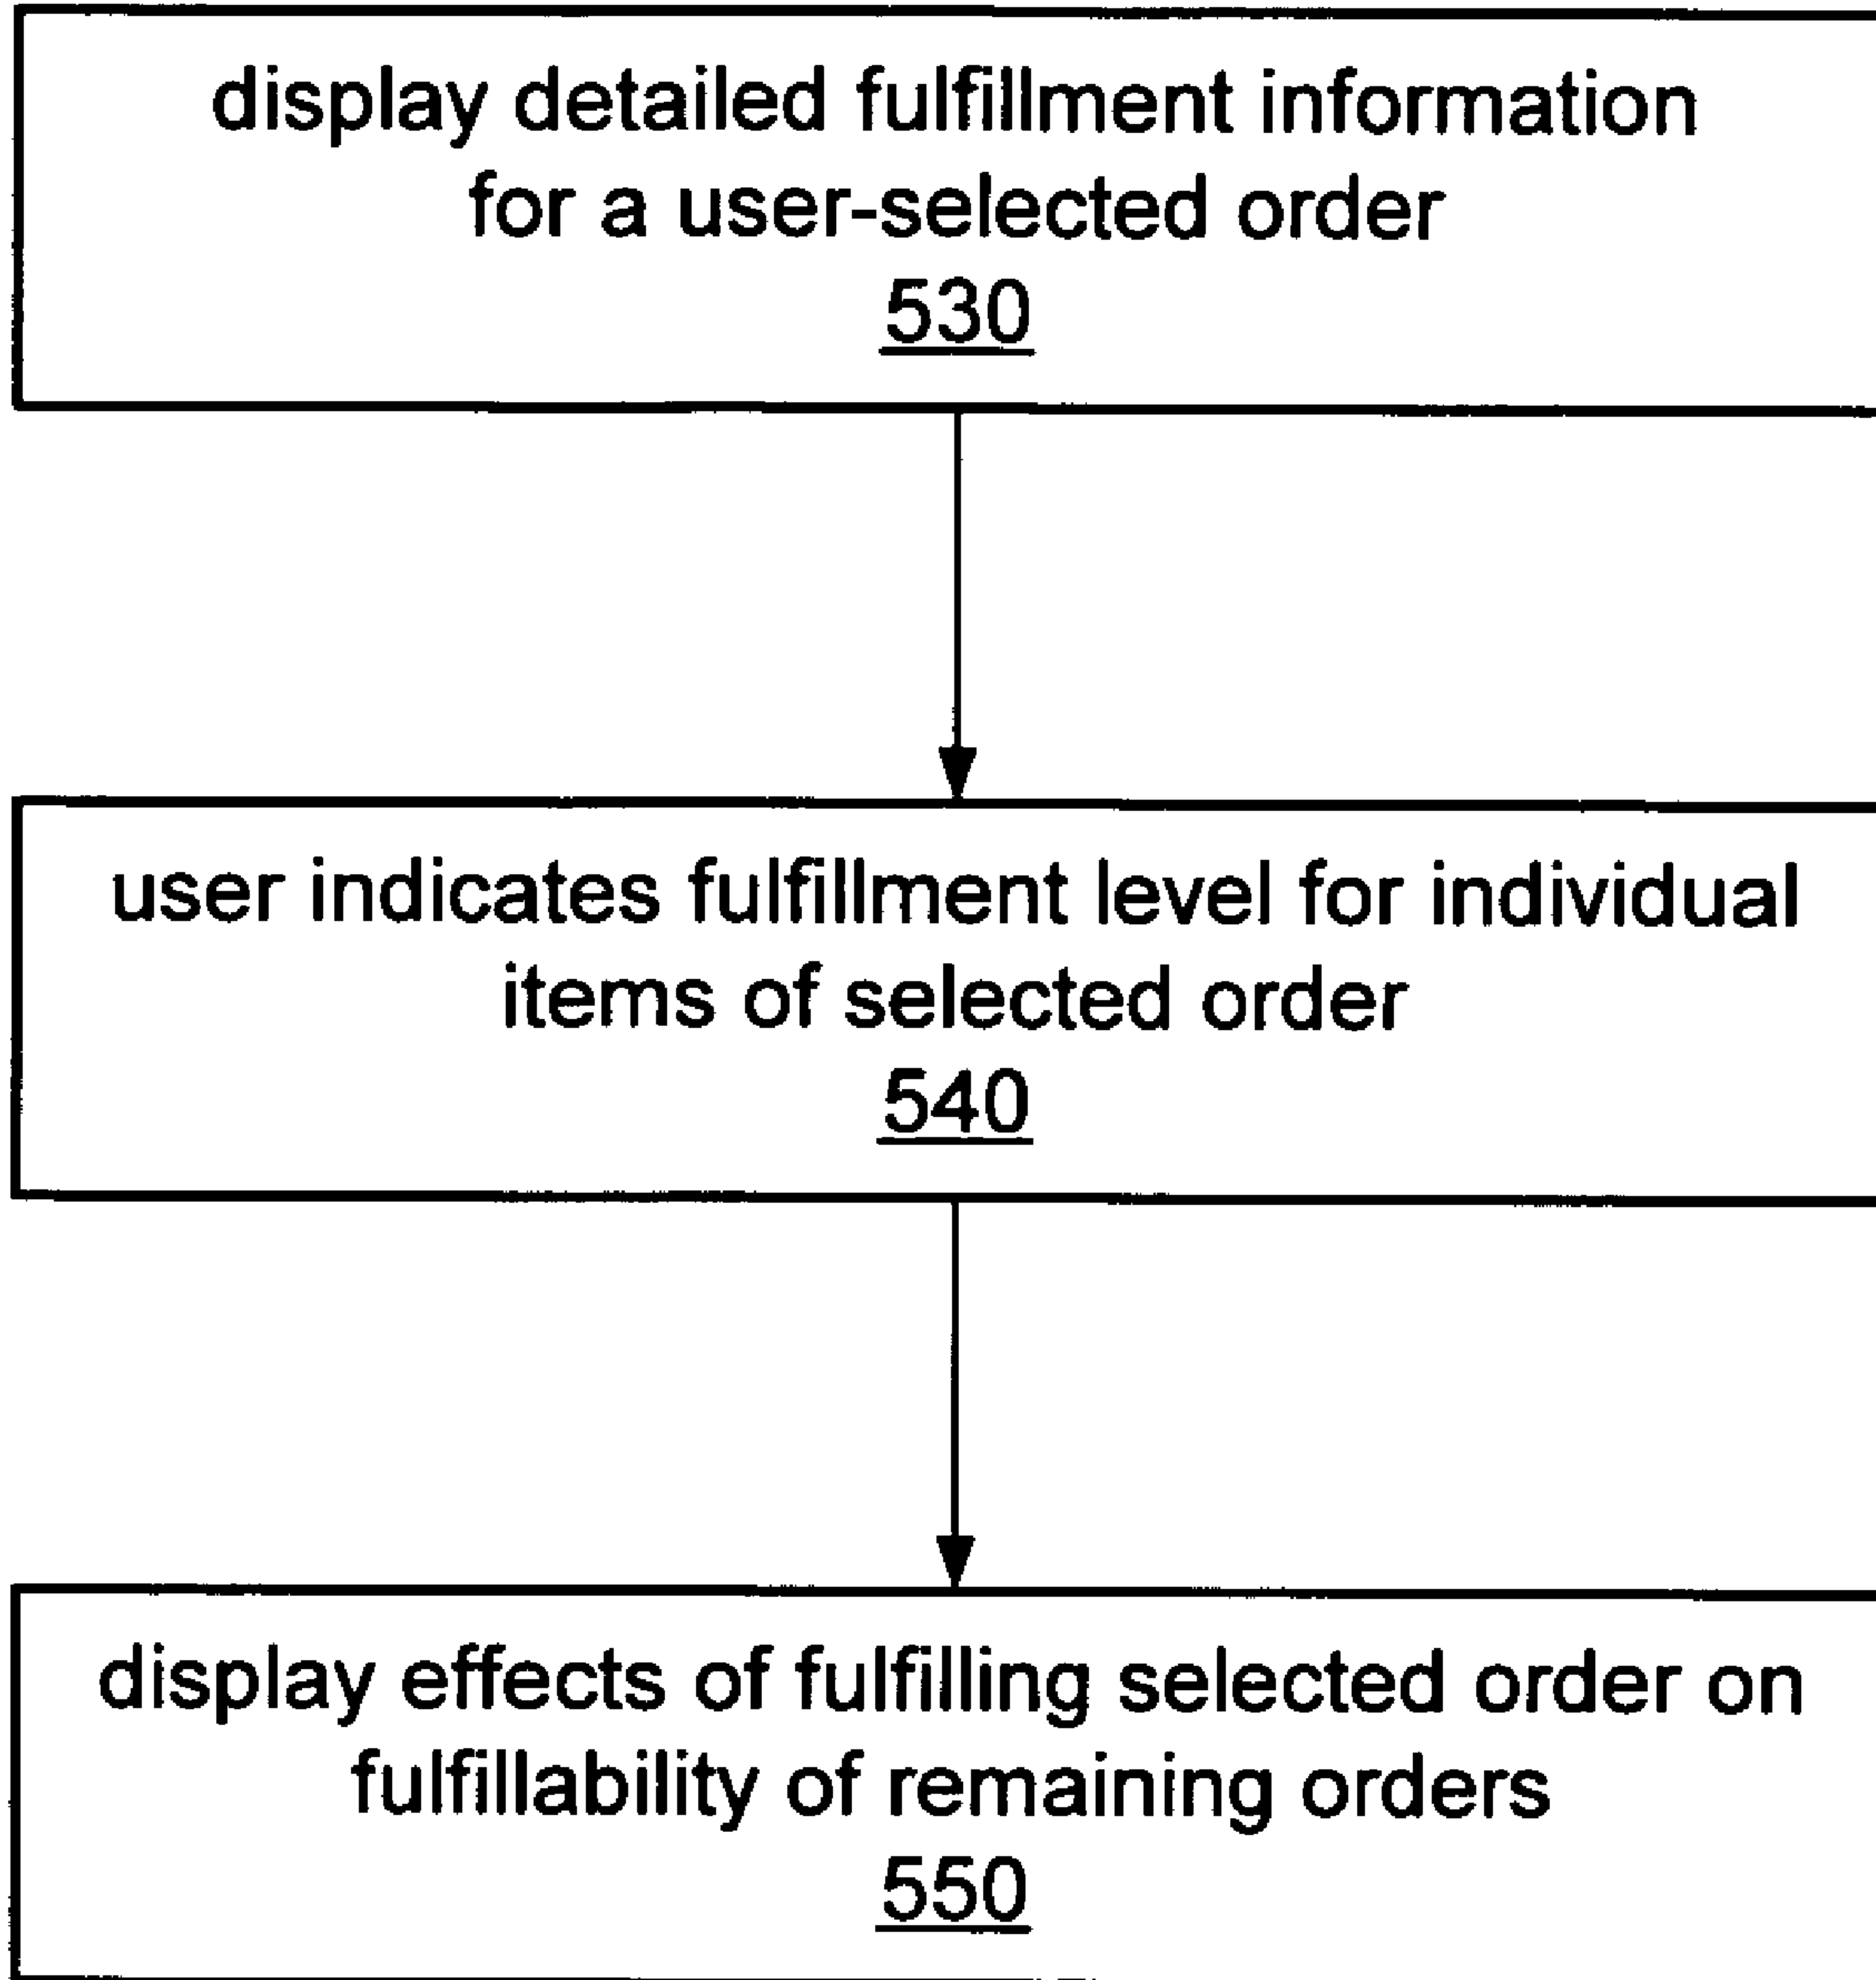 display detailed fulfillment information
for a user-selected order
530
user indicates fulfillment level for individual
items of selected order
540
display effects of fulfilling selected order on
fulfillability of remaining orders
550